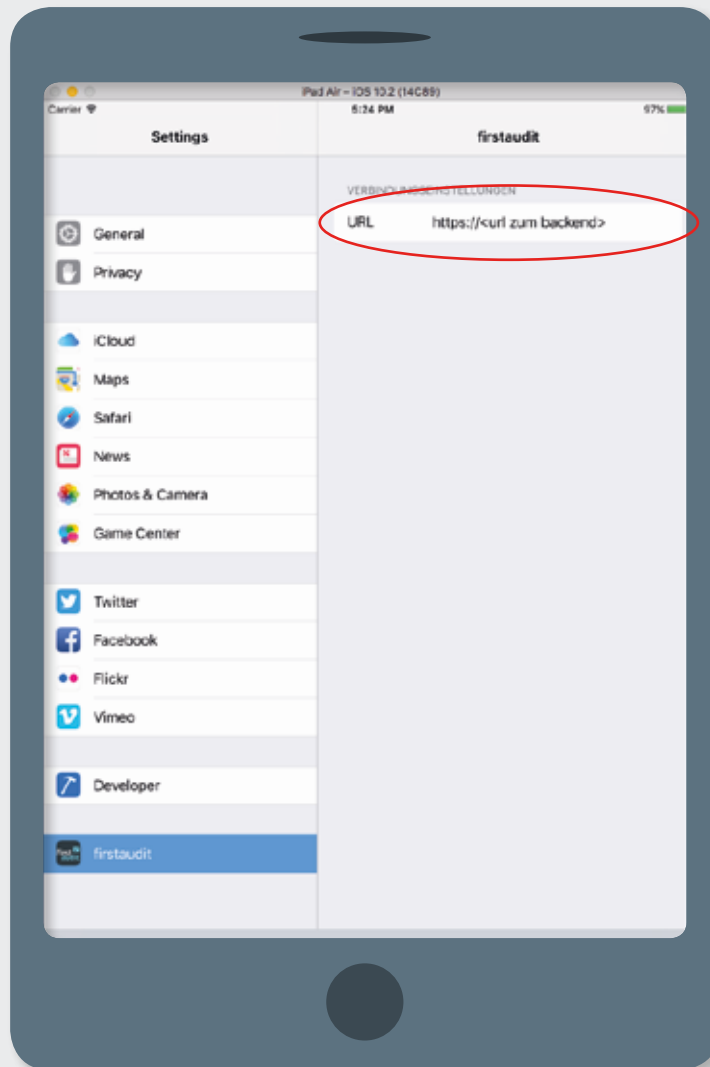 iPad Air – iOS 10.2 (14C89)
Carrier 5:24 PM 97%
Settings
firstaudit
VERBINDUNGSEINSTELLUNGEN
URL https://<url zum backend>
General
Privacy
iCloud
Maps
Safari
News
Photos & Camera
Game Center
Twitter
Facebook
Flickr
Vimeo
Developer
firstaudit